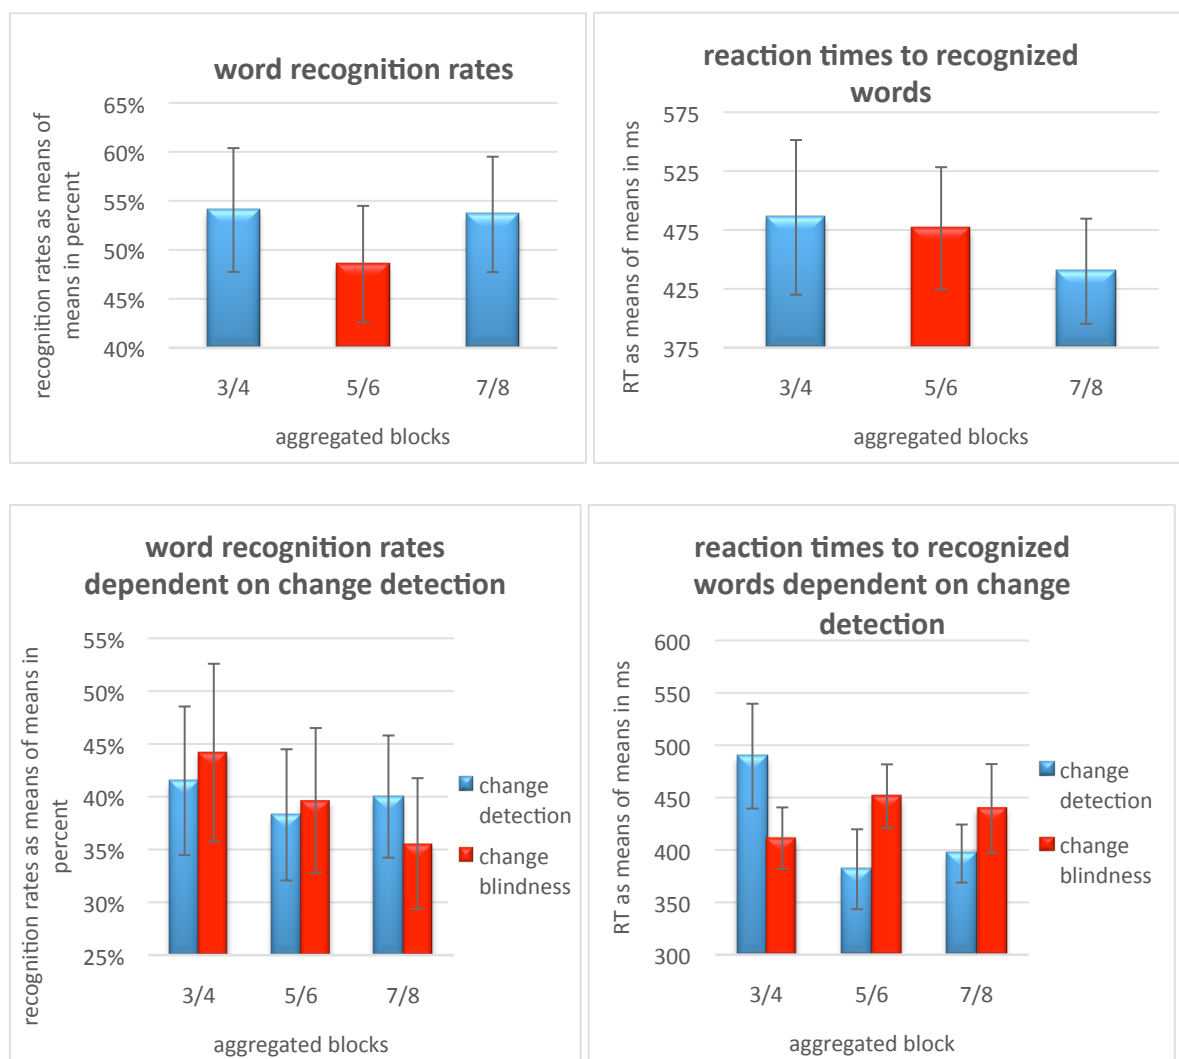 word recognition rates
65%
60%
55%
50%
45%
40%
recognition rates as means of
means in percent
3/4 5/6 7/8
aggregated blocks
reaction times to recognized
words
575
525
475
425
375
RT as means of means in ms
3/4 5/6 7/8
aggregated blocks
word recognition rates
dependent on change detection
55%
50%
45%
40%
35%
30%
25%
recognition rates as means of means in
percent
3/4 5/6 7/8
aggregated blocks
change
detection
change
blindness
reaction times to recognized
words dependent on change
detection
600
550
500
450
400
350
300
RT as means of means in ms
3/4 5/6 7/8
aggregated block
change
detection
change
blindness